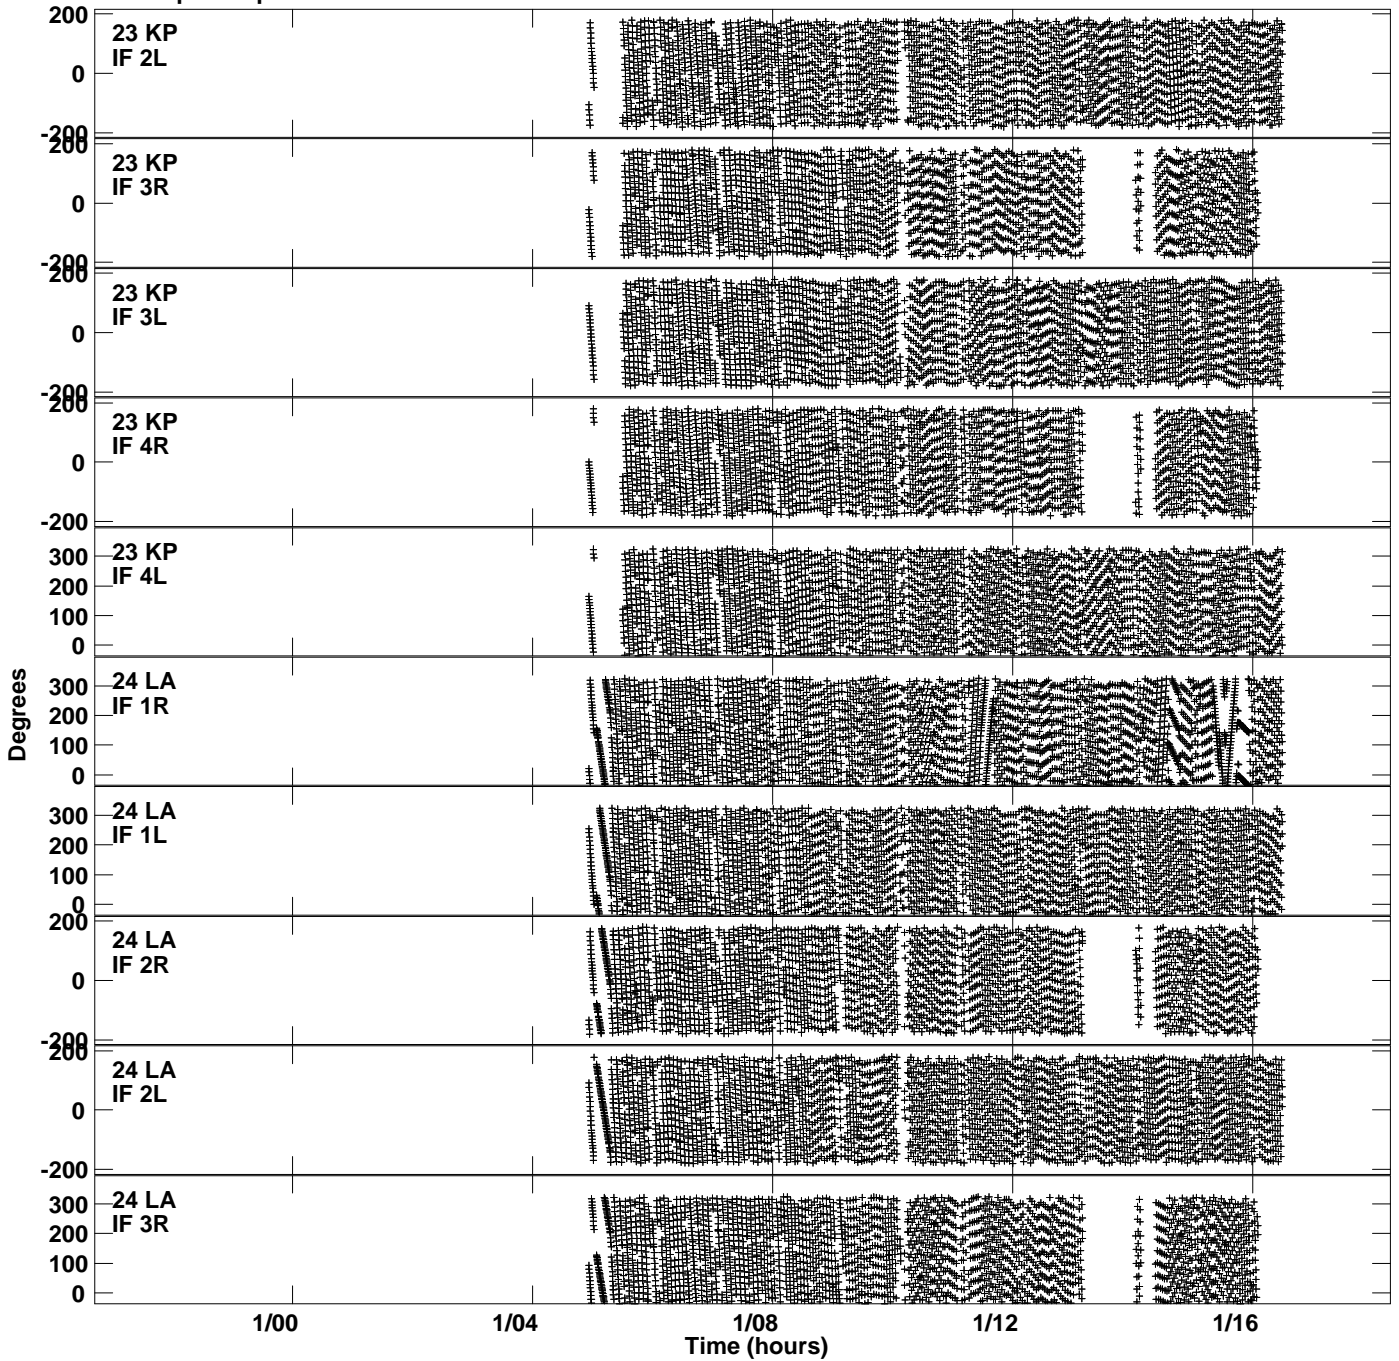 200
23 KP
IF 2L
0
-200
200
23 KP
IF 3R
0
-200
200
23 KP
IF 3L
0
-200
200
23 KP
IF 4R
0
-200
23 KP
IF 4L
300
200
100
0
24 LA
IF 1R
300
200
100
0
24 LA
IF 1L
300
200
100
0
200
24 LA
IF 2R
0
-200
200
24 LA
IF 2L
0
-200
24 LA
IF 3R
300
200
100
0
Degrees
1/00 1/04 1/08 1/12 1/16
Time (hours)